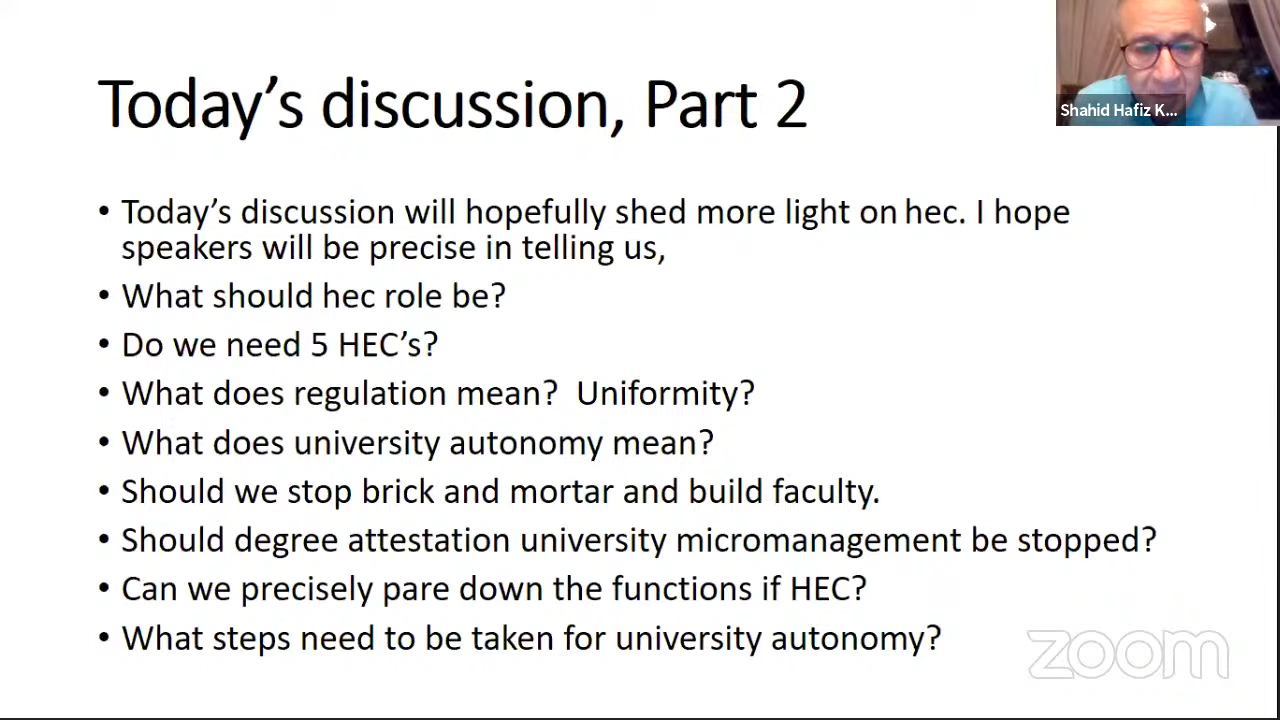 Today's discussion, Part 2
Shahid Hafiz K...
• Today's discussion will hopefully shed more light on hec. I hope
speakers will be precise in telling us,
• What should hec role be?
• Do we need 5 HEC's?
• What does regulation mean?  Uniformity?
• What does university autonomy mean?
• Should we stop brick and mortar and build faculty.
• Should degree attestation university micromanagement be stopped?
• Can we precisely pare down the functions if HEC?
• What steps need to be taken for university autonomy?
zoom